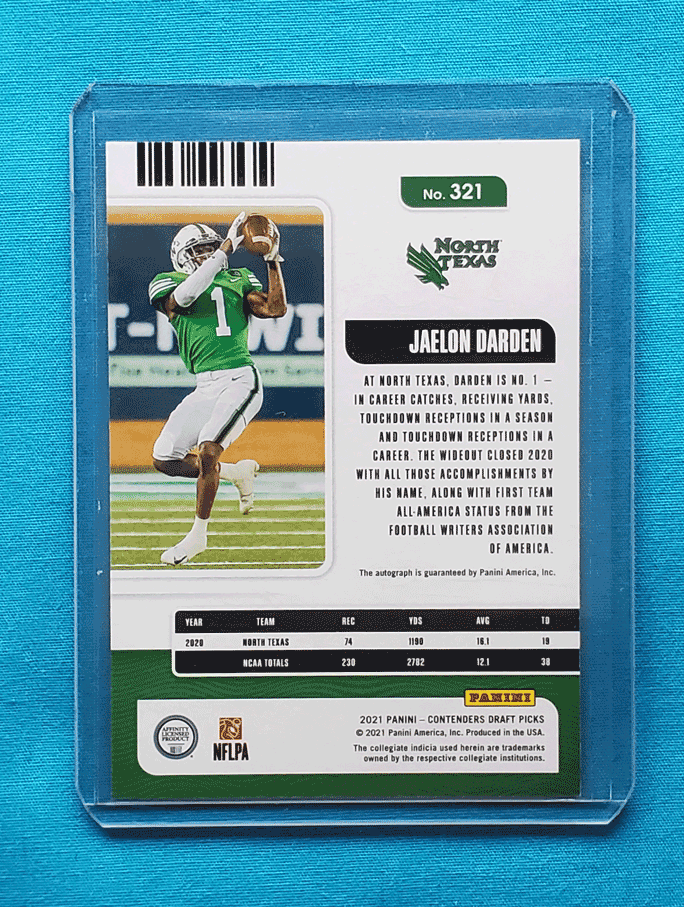 No. 321
NORTH
TEXAS
1
JAELON DARDEN
AT NORTH TEXAS, DARDEN IS NO. 1 –
IN CAREER CATCHES, RECEIVING YARDS,
TOUCHDOWN RECEPTIONS IN A SEASON
AND TOUCHDOWN RECEPTIONS IN A
CAREER. THE WIDEOUT CLOSED 2020
WITH ALL THOSE ACCOMPLISHMENTS BY
HIS NAME, ALONG WITH FIRST TEAM
ALL-AMERICA STATUS FROM THE
FOOTBALL WRITERS ASSOCIATION
OF AMERICA.
The autograph is guaranteed by Panini America, Inc.
YEAR TEAM REC YDS AVG TD
2020 NORTH TEXAS 74 1190 16.1 19
NCAA TOTALS 230 2782 12.1 38
PANINI
2021 PANINI – CONTENDERS DRAFT PICKS
© 2021 Panini America, Inc. Produced in the USA.
The collegiate indicia used herein are trademarks
owned by the respective collegiate institutions.
AFFINITY
LICENSED
PRODUCT
NFLPA